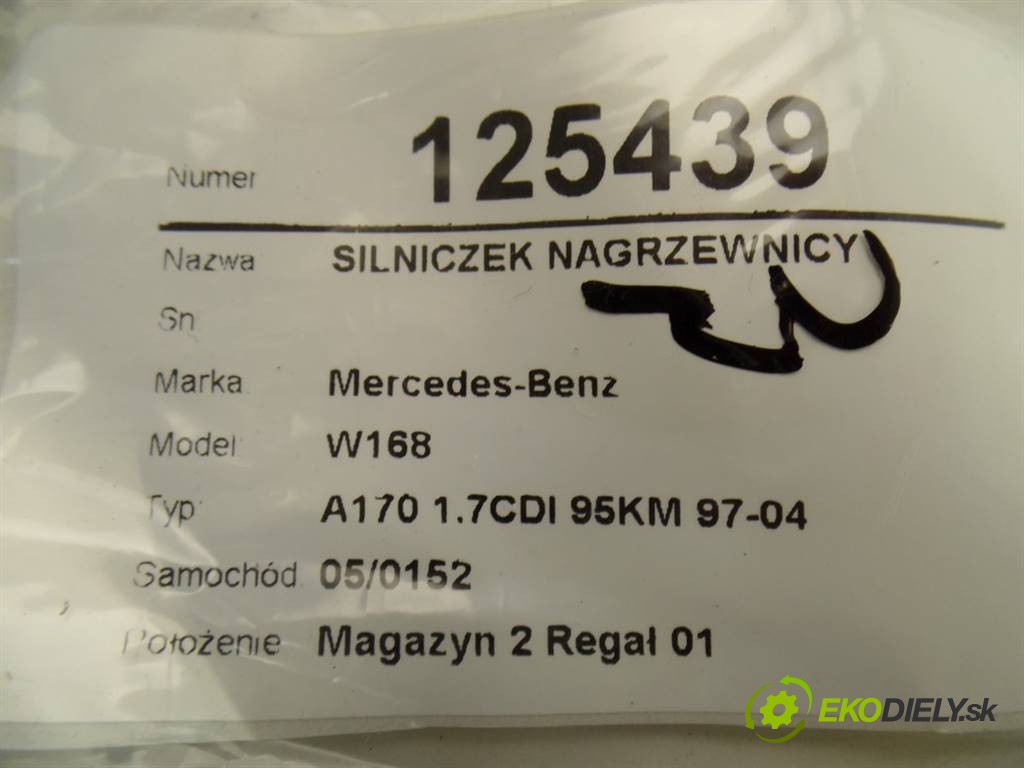 Numer 125439
Nazwa SILNICZEK NAGRZEWNICY
Sn
Marka Mercedes-Benz
Model W168
Typ A170 1.7CDI 95KM 97-04
Samochód 05/0152
Położenie Magazyn 2 Regał 01
EKODIELY.sk